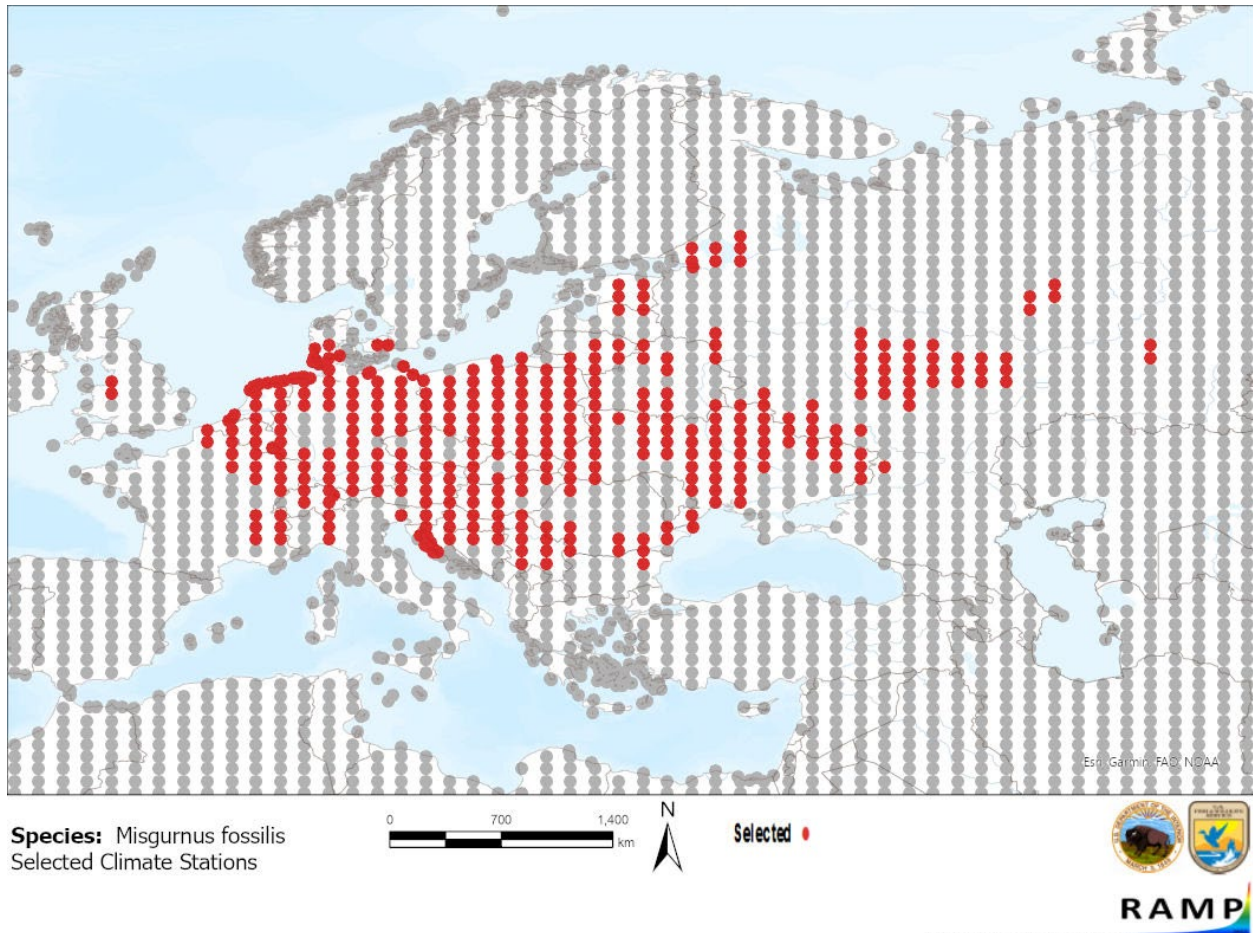 Esri, Garmin, FAO, NOAA
Species: Misgurnus fossilis
Selected Climate Stations
0 700 1,400
km
N
Selected
RAMP